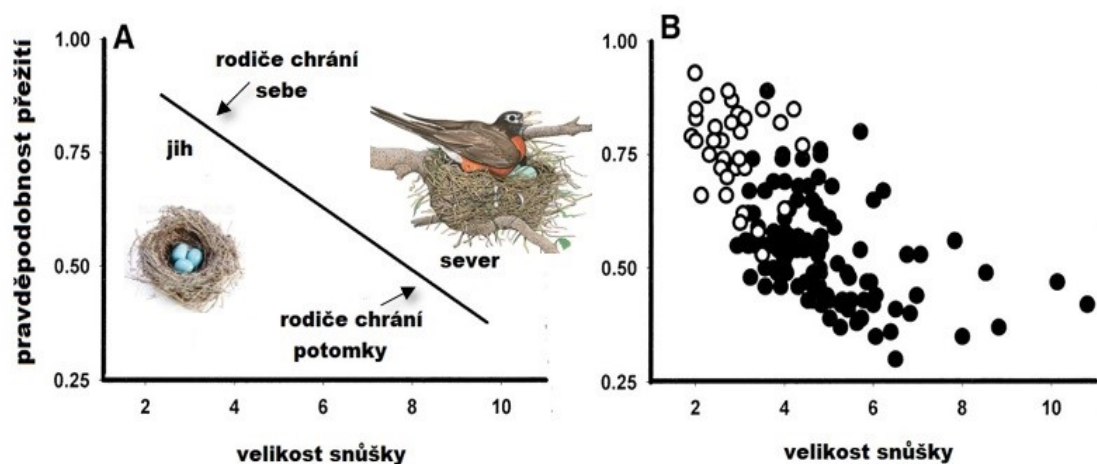 A
pravděpodobnost přežití
1.00
0.75
0.50
0.25
rodiče chrání
sebe
jih
sever
rodiče chrání
potomky
2
4
6
8
10
velikost snůšky
B
1.00
0.75
0.50
0.25
2
4
6
8
10
velikost snůšky